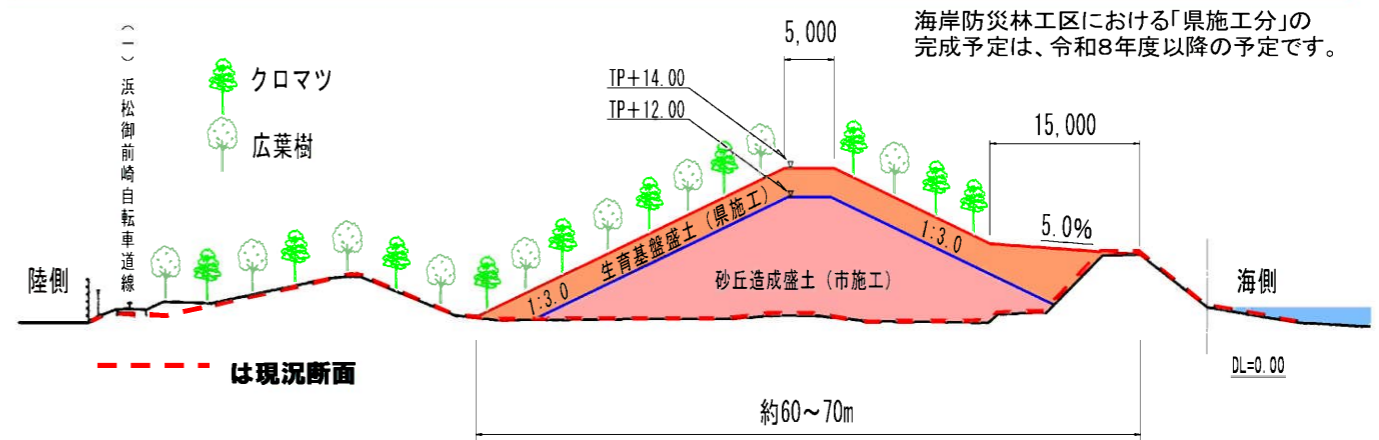 海岸防災林工区における「県施工分」の
完成予定は、令和8年度以降の予定です。
5,000
TP+14.00
TP+12.00
15,000
(一)浜松御前崎自転車道線
クロマツ
広葉樹
陸側
生育基盤盛土(県施工)
1:3.0
砂丘造成盛土(市施工)
1:3.0
5.0%
海側
は現況断面
DL=0.00
約60~70m